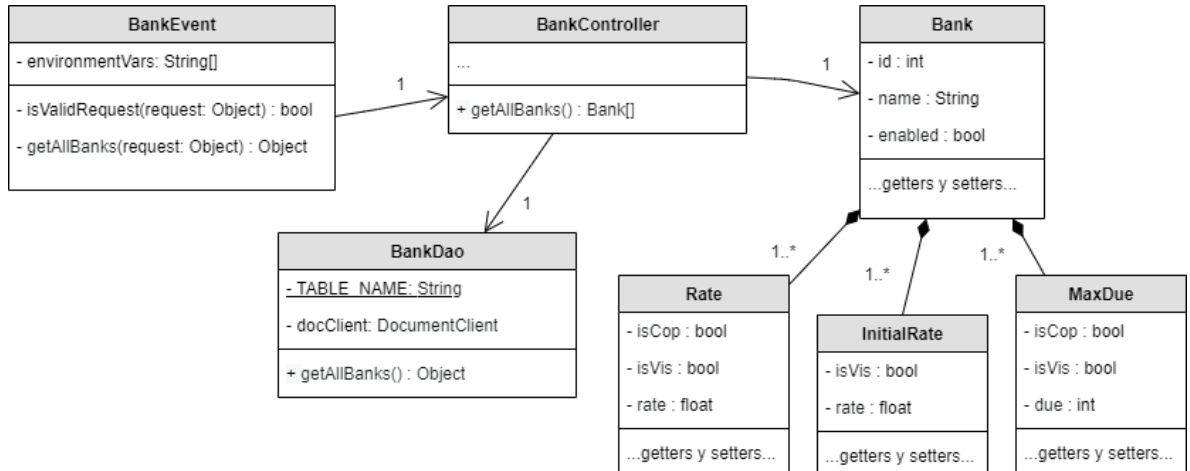 BankEvent
- environmentVars: String[]
- isValidRequest(request: Object) : bool
- getAllBanks(request: Object) : Object
1
BankController
...
+ getAllBanks() : Bank[]
1
Bank
- id : int
- name : String
- enabled : bool
...getters y setters...
1
BankDao
- TABLE_NAME: String
- docClient: DocumentClient
+ getAllBanks() : Object
1..*
Rate
- isCop : bool
- isVis : bool
- rate : float
...getters y setters...
1..*
InitialRate
- isVis : bool
- rate : float
...getters y setters...
1..*
MaxDue
- isCop : bool
- isVis : bool
- due : int
...getters y setters...